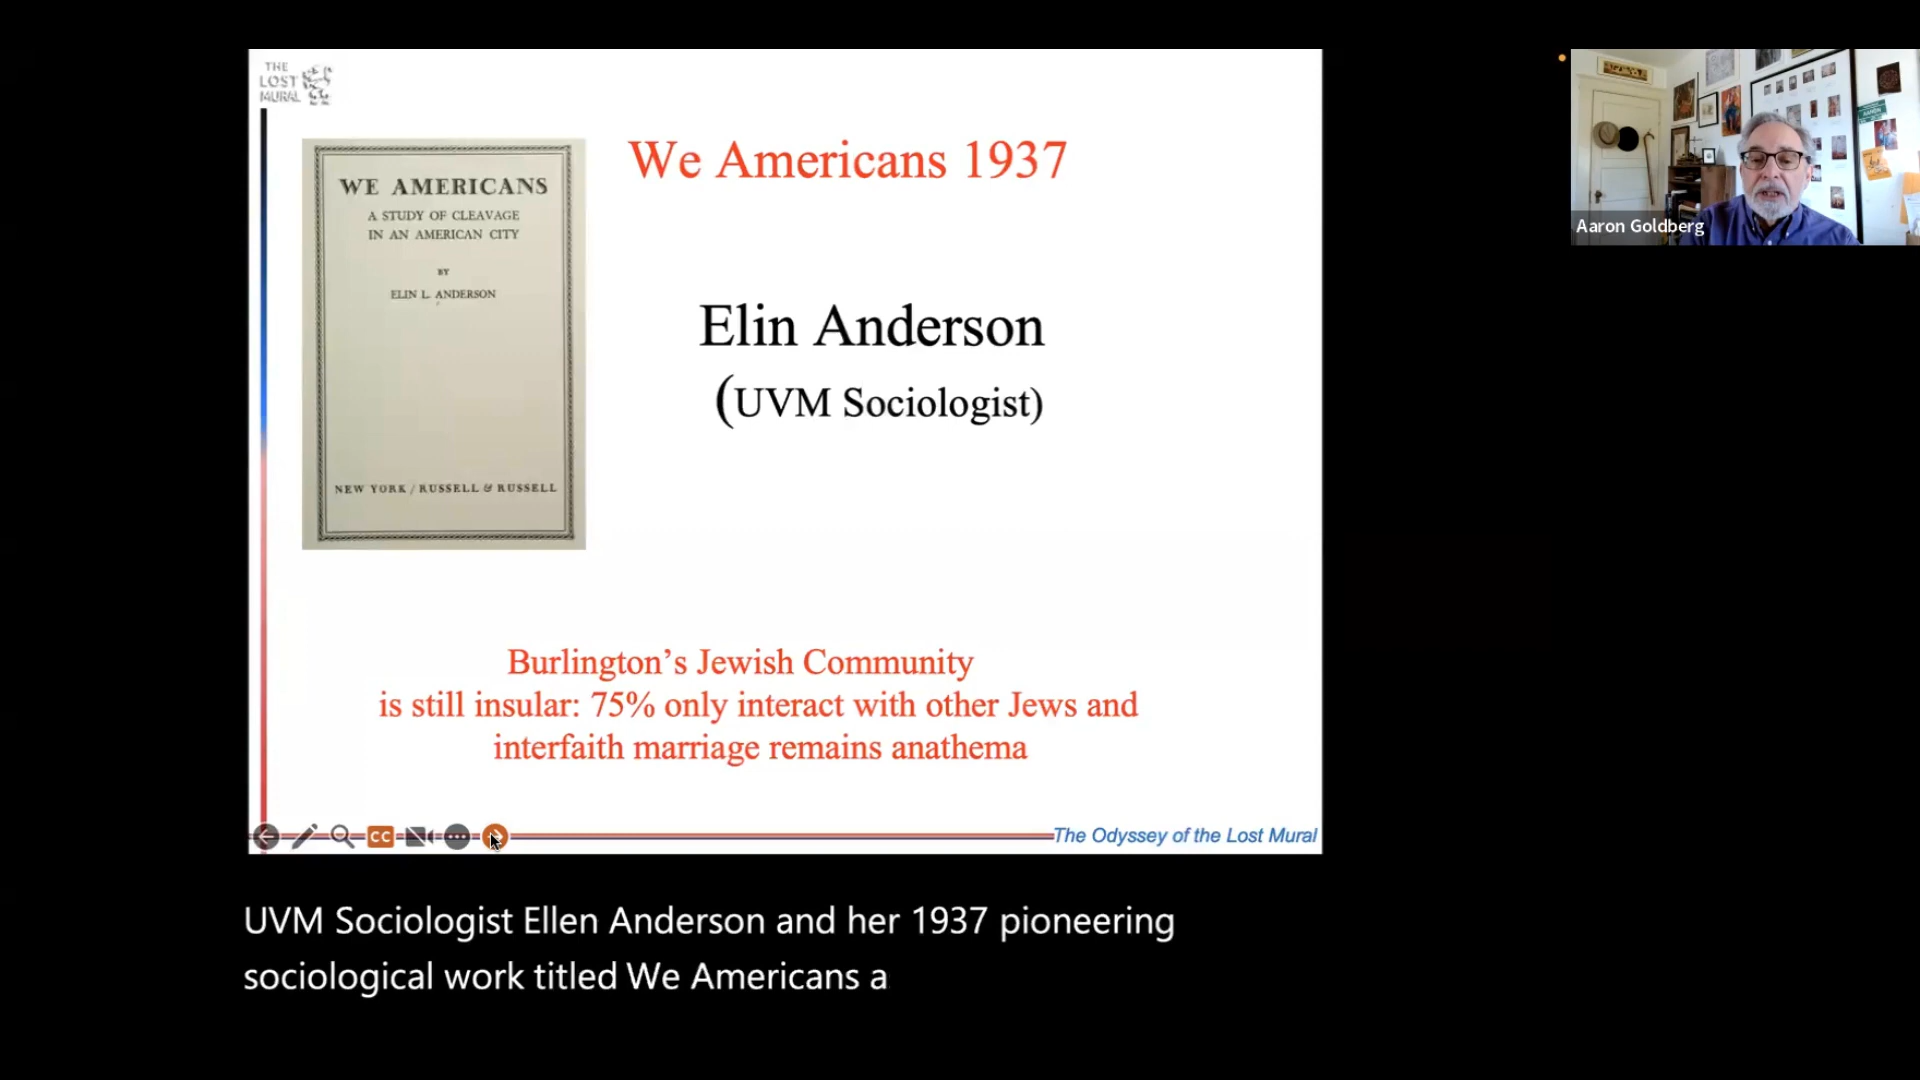 THE
LOST
MURAL
We Americans 1937
WE AMERICANS
A STUDY OF CLEAVAGE
IN AN AMERICAN CITY
BY
ELIN L. ANDERSON
NEW YORK / RUSSELL & RUSSELL
Elin Anderson
(UVM Sociologist)
Burlington’s Jewish Community
is still insular: 75% only interact with other Jews and
interfaith marriage remains anathema
CC
The Odyssey of the Lost Mural
Aaron Goldberg
UVM Sociologist Ellen Anderson and her 1937 pioneering
sociological work titled We Americans a